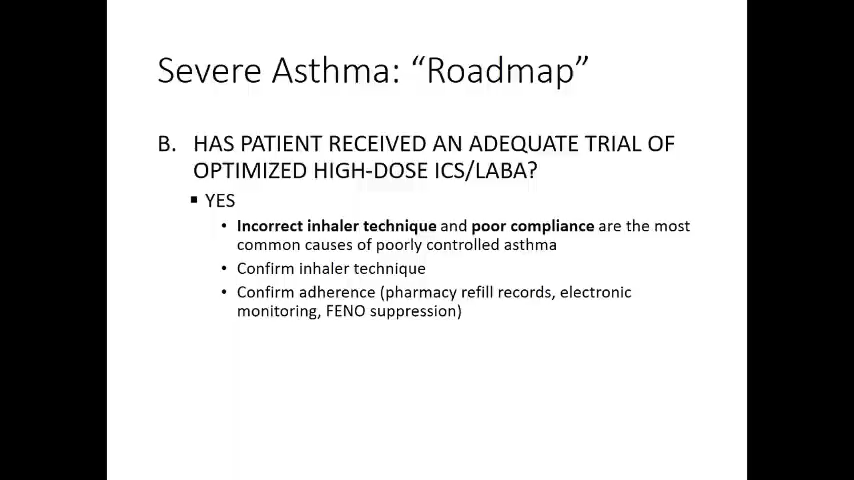 Severe Asthma: “Roadmap”
B. HAS PATIENT RECEIVED AN ADEQUATE TRIAL OF
OPTIMIZED HIGH-DOSE ICS/LABA?
▪ YES
• Incorrect inhaler technique and poor compliance are the most
common causes of poorly controlled asthma
• Confirm inhaler technique
• Confirm adherence (pharmacy refill records, electronic
monitoring, FENO suppression)